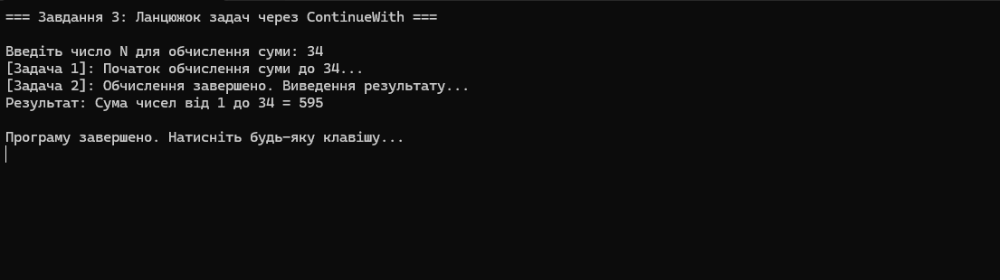 === Завдання 3: Ланцюжок задач через ContinueWith ===
Введіть число N для обчислення суми: 34
[Задача 1]: Початок обчислення суми до 34...
[Задача 2]: Обчислення завершено. Виведення результату...
Результат: Сума чисел від 1 до 34 = 595
Програму завершено. Натисніть будь-яку клавішу...